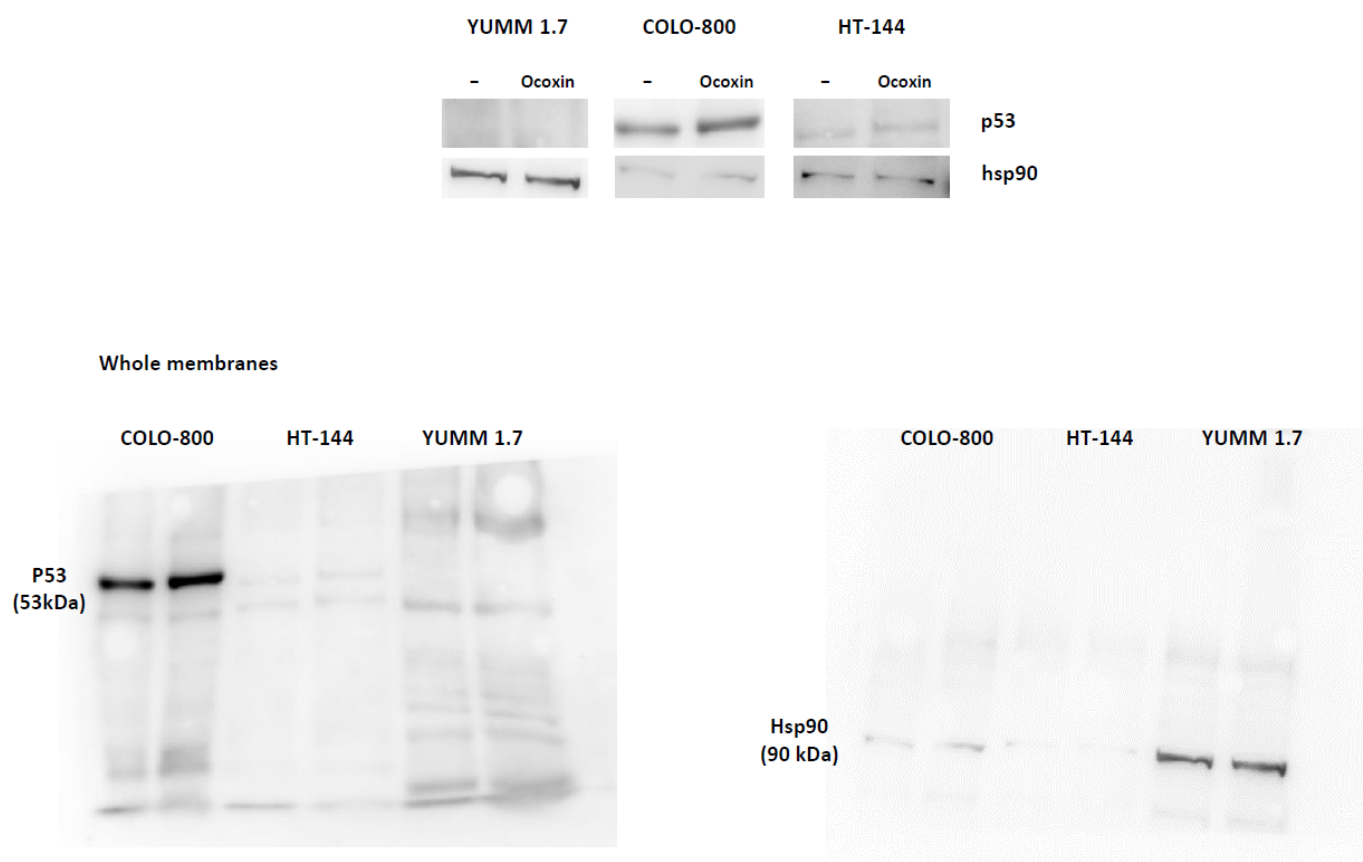 YUMM 1.7 COLO-800 HT-144
– Ocoxin – Ocoxin – Ocoxin
p53
hsp90
Whole membranes
COLO-800 HT-144 YUMM 1.7
P53
(53kDa)
COLO-800 HT-144 YUMM 1.7
Hsp90
(90 kDa)